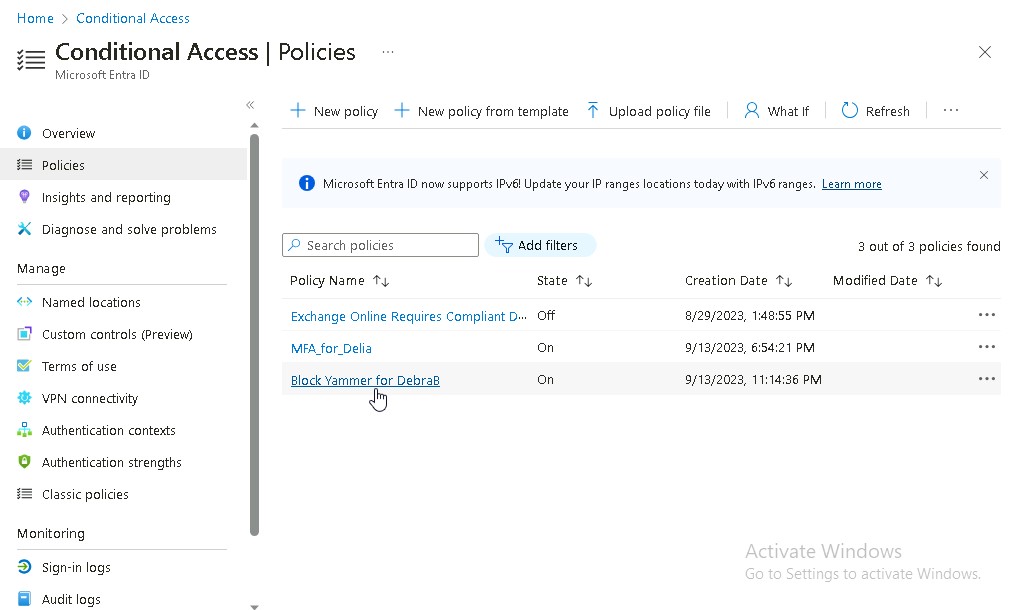 Home > Conditional Access
Conditional Access | Policies ...
Microsoft Entra ID
«
Overview
Policies
Insights and reporting
Diagnose and solve problems
Manage
Named locations
Custom controls (Preview)
Terms of use
VPN connectivity
Authentication contexts
Authentication strengths
Classic policies
Monitoring
Sign-in logs
Audit logs
+ New policy + New policy from template Upload policy file What If Refresh ...
Microsoft Entra ID now supports IPv6! Update your IP ranges locations today with IPv6 ranges. Learn more
Search policies Add filters 3 out of 3 policies found
Policy Name ↑↓ State ↑↓ Creation Date ↑↓ Modified Date ↑↓
Exchange Online Requires Compliant D... Off 8/29/2023, 1:48:55 PM ...
MFA_for_Delia On 9/13/2023, 6:54:21 PM ...
Block Yammer for DebraB On 9/13/2023, 11:14:36 PM ...
Activate Windows
Go to Settings to activate Windows.